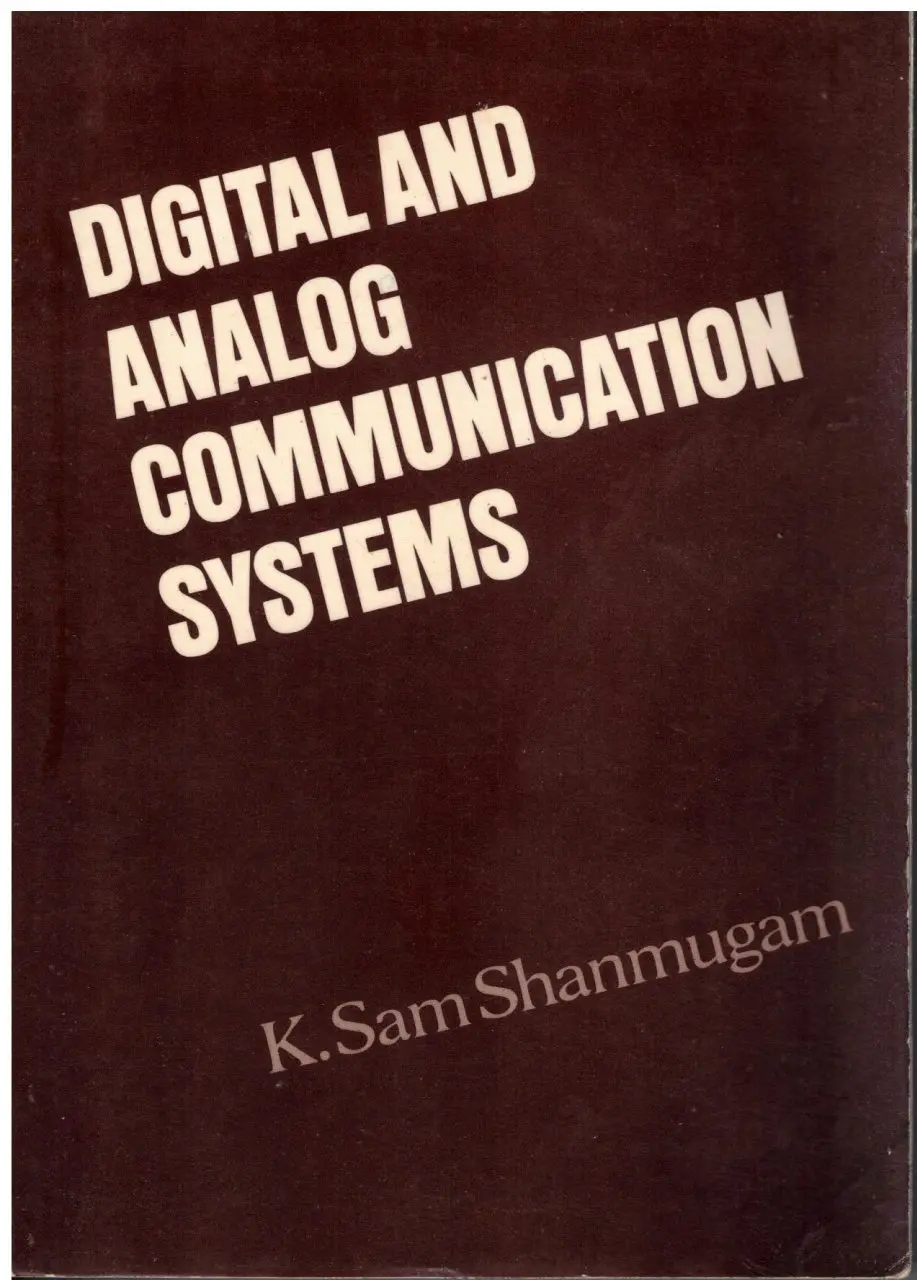 DIGITAL AND
ANALOG
COMMUNICATION
SYSTEMS
K. Sam Shanmugam